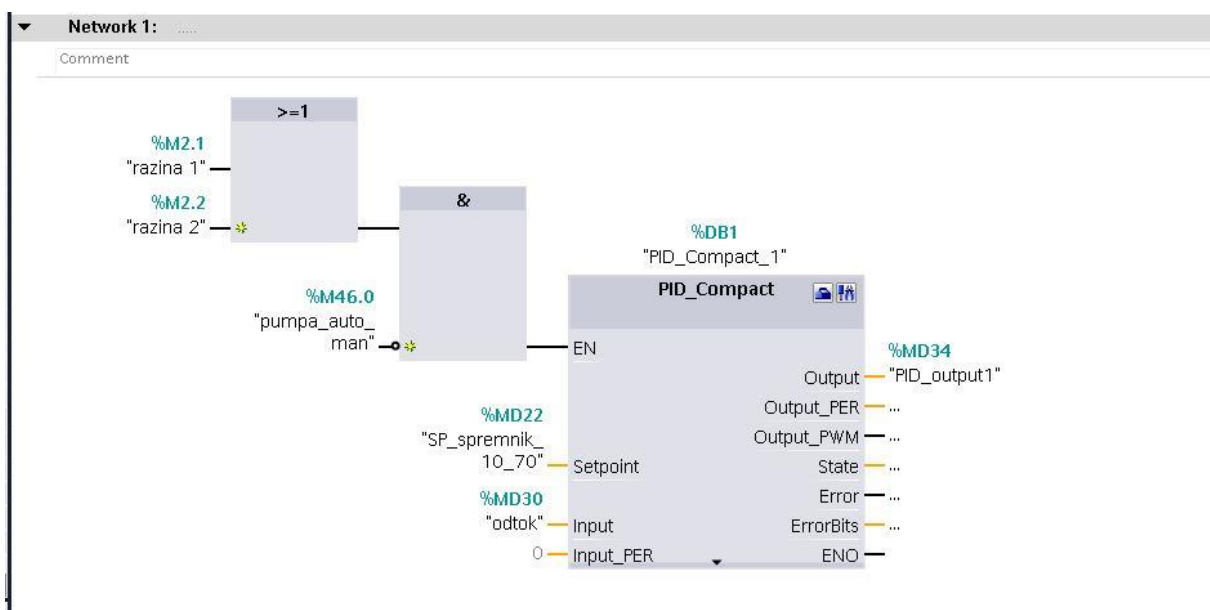 Network 1: .....
Comment
>=1
%M2.1
"razina 1"
%M2.2
"razina 2"
&
%M46.0
"pumpa_auto_
man"
%DB1
"PID_Compact_1"
PID_Compact
EN
%MD34
Output "PID_output1"
Output_PER ...
%MD22
"SP_spremnik_
10_70"
Setpoint
Output_PWM ...
State ...
%MD30
"odtok"
Input
Error ...
ErrorBits ...
0 Input_PER
ENO